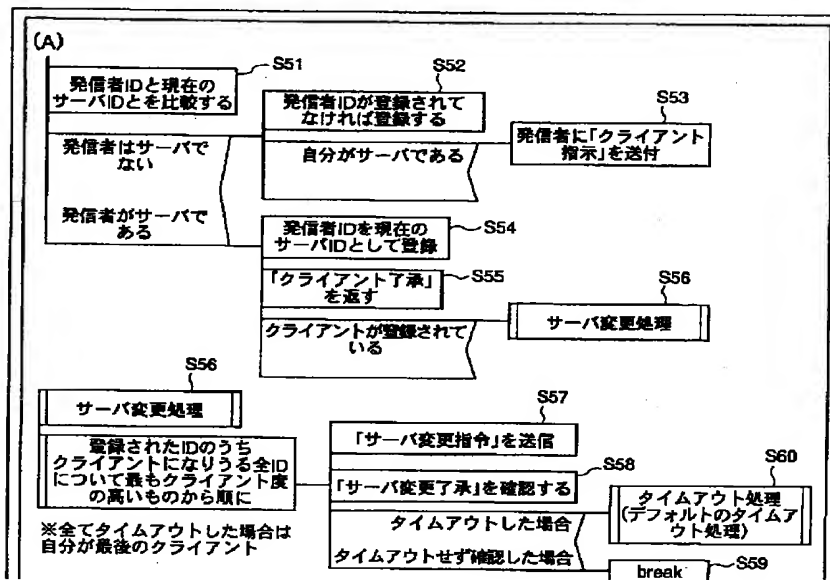 (A)
S51
発信者IDと現在の
サーバIDとを比較する
S52
発信者IDが登録されて
なければ登録する
S53
発信者に「クライアント
指示」を送付
発信者はサーバで
ない
自分がサーバである
発信者がサーバで
ある
S54
発信者IDを現在の
サーバIDとして登録
S55
「クライアント了承」
を返す
S56
クライアントが登録されて
いる
サーバ変更処理
S56
サーバ変更処理
登録されたIDのうち
クライアントになりうる全ID
について最もクライアント度
の高いものから順に
S57
「サーバ変更指令」を送信
S58
「サーバ変更了承」を確認する
S60
タイムアウト処理
(デフォルトのタイムア
ウト処理)
タイムアウトした場合
タイムアウトせず確認した場合
S59
break
※全てタイムアウトした場合は
自分が最後のクライアント